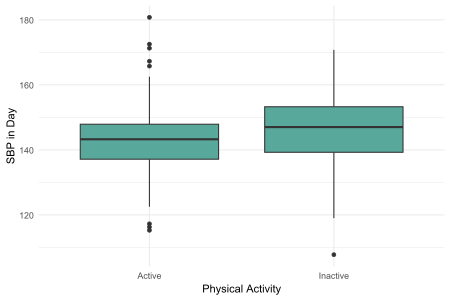 180
160
140
120
SBP in Day
Active Inactive
Physical Activity